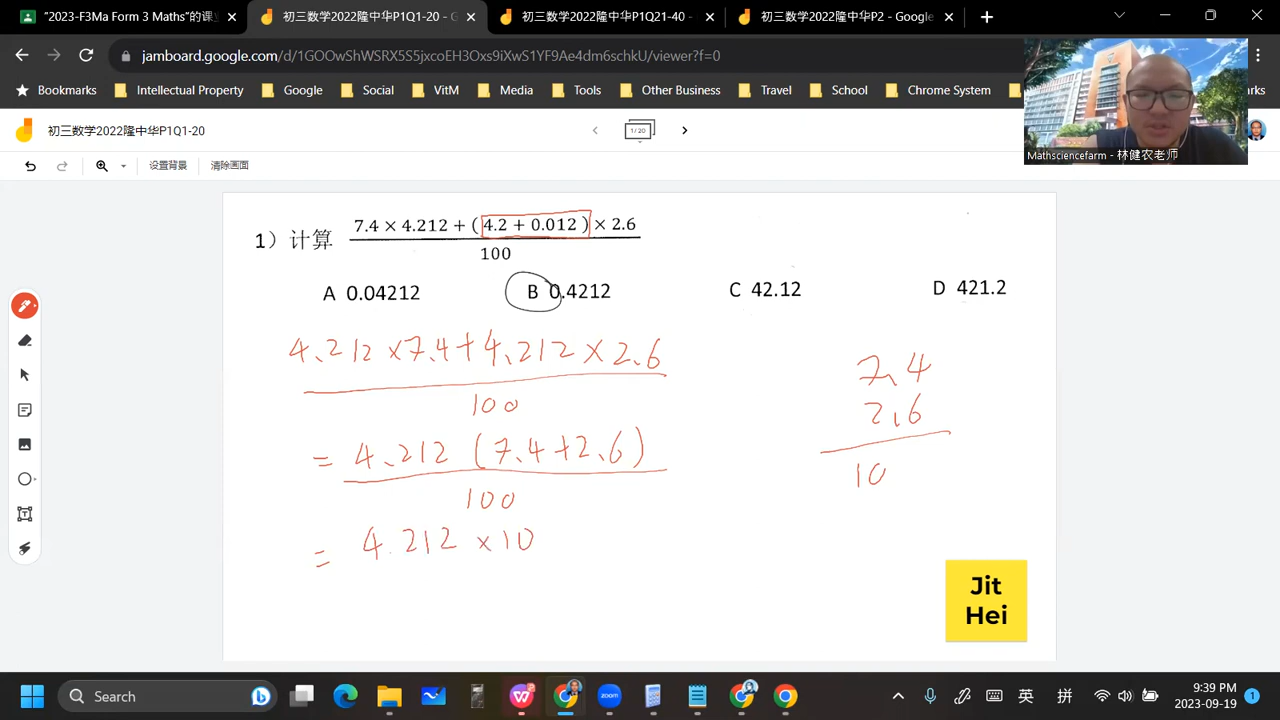 "2023-F3Ma Form 3 Maths"的课
初三数学2022隆中华P1Q1-20 - G
初三数学2022隆中华P1Q21-40 -
初三数学2022隆中华P2 - Google
jamboard.google.com/d/1GOOwShWSRX5S5jxcoEH3Oxs9iXwS1YF9Ae4dm6schkU/viewer?f=0
Bookmarks Intellectual Property Google Social VitM Media Tools Other Business Travel School Chrome System
初三数学2022隆中华P1Q1-20
1/20
Mathsciencefarm - 林健农老师
设置背景 清除画面
1）计算 7.4 × 4.212 + ( 4.2 + 0.012 ) × 2.6
100
A 0.04212 B 0.4212 C 42.12 D 421.2
4.212 ×7.4+4.212 × 2.6
100
= 4.212 (7.4+2.6)
100
= 4.212 ×10
7.4
2.6
10
Jit
Hei
Search
英 拼
9:39 PM
2023-09-19
1